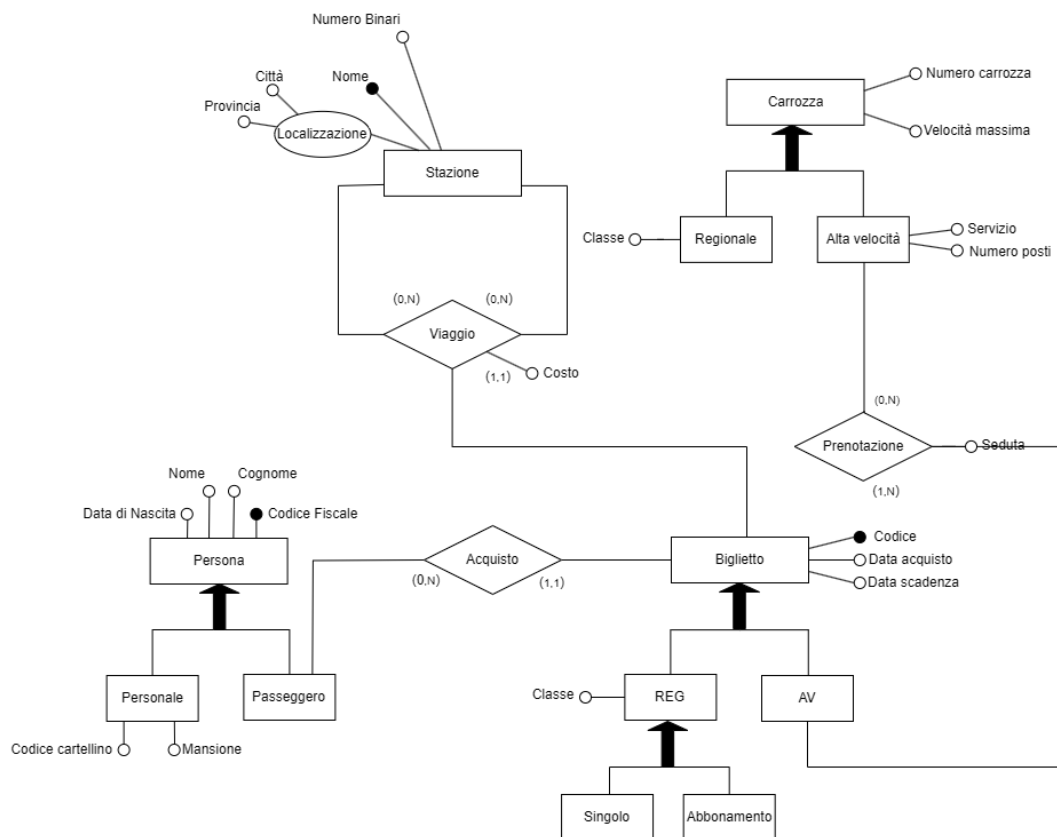 Numero Binari
Città
Nome
Provincia
Localizzazione
Stazione
Numero carrozza
Carrozza
Velocità massima
Classe
Regionale
Alta velocità
Servizio
Numero posti
(0,N)
(0,N)
Viaggio
Costo
(1,1)
(0,N)
Prenotazione
Seduta
(1,N)
Nome
Cognome
Data di Nascita
Codice Fiscale
Persona
Acquisto
(0,N)
(1,1)
Biglietto
Codice
Data acquisto
Data scadenza
Personale
Passeggero
Classe
REG
AV
Codice cartellino
Mansione
Singolo
Abbonamento